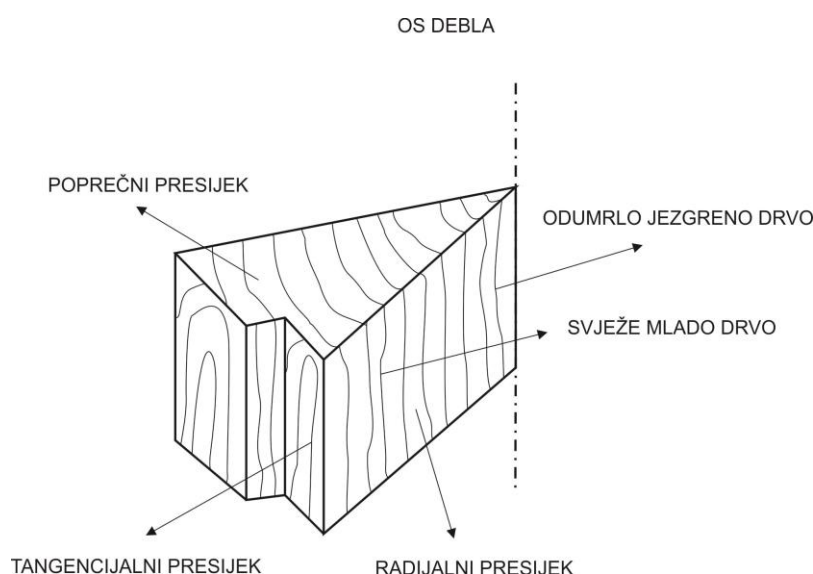 OS DEBLA
POPREČNI PRESIJEK
ODUMRLO JEZGRENO DRVO
SVJEŽE MLADO DRVO
TANGENCIJALNI PRESIJEK
RADIJALNI PRESIJEK